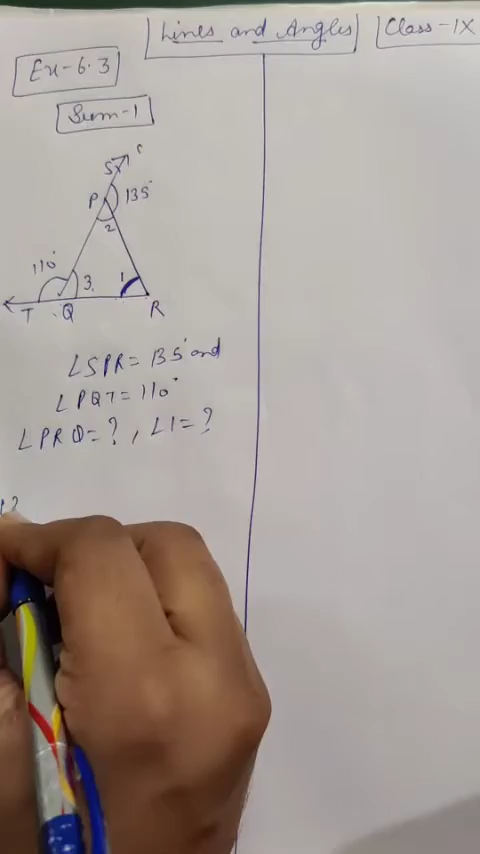 Lines and Angles
Class-IX
Ex-6.3
Sum-1
S
P
135°
2
110°
3
1
T
Q
R
∠SPR = 135° and
∠PQT = 110°
∠PRQ = ?, ∠1 = ?